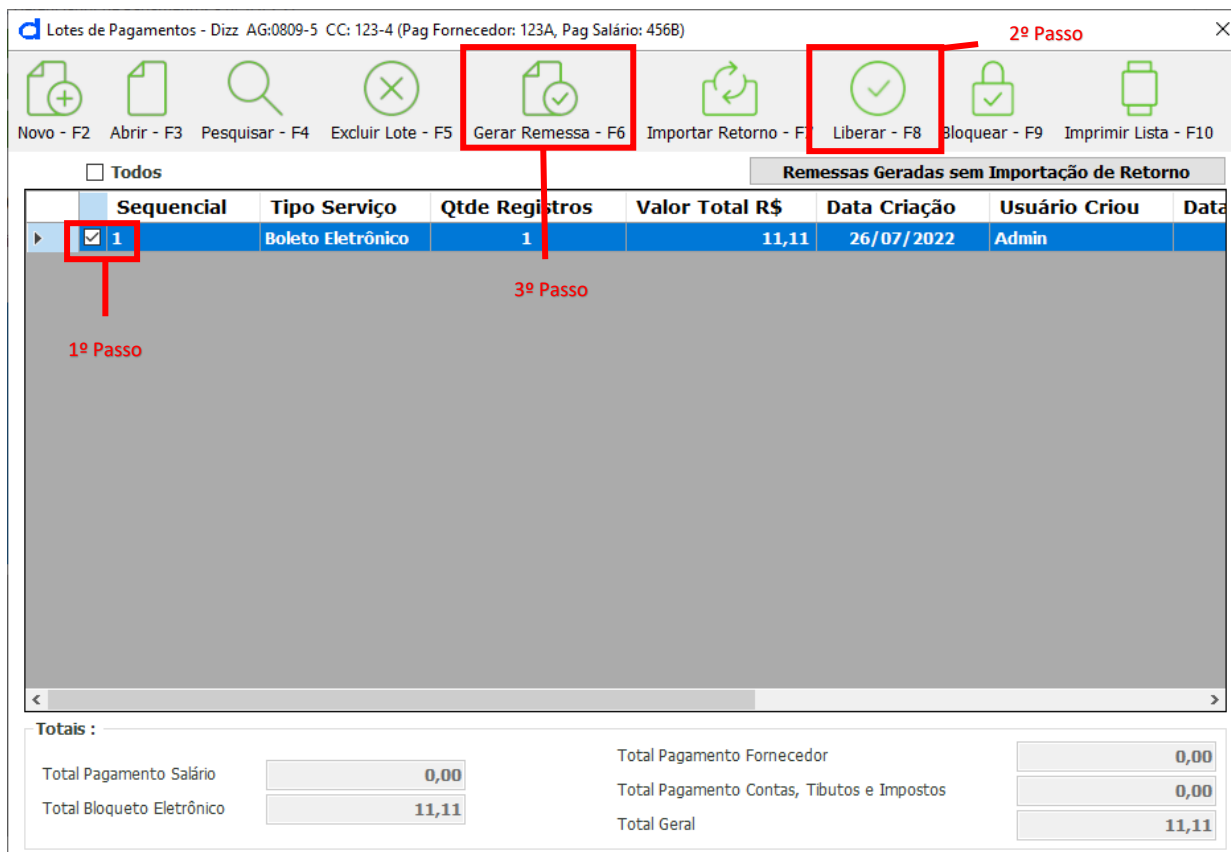 Lotes de Pagamentos - Dizz AG:0809-5 CC: 123-4 (Pag Fornecedor: 123A, Pag Salário: 456B)
2º Passo
Novo - F2 Abrir - F3 Pesquisar - F4 Excluir Lote - F5 Gerar Remessa - F6 Importar Retorno - F7 Liberar - F8 Bloquear - F9 Imprimir Lista - F10
Todos Remessas Geradas sem Importação de Retorno
Sequencial Tipo Serviço Qtde Registros Valor Total R$ Data Criação Usuário Criou Data
1 Boleto Eletrônico 1 11,11 26/07/2022 Admin
3º Passo
1º Passo
Totais :
Total Pagamento Fornecedor 0,00
Total Pagamento Salário 0,00
Total Pagamento Contas, Tibutos e Impostos 0,00
Total Bloqueto Eletrônico 11,11
Total Geral 11,11